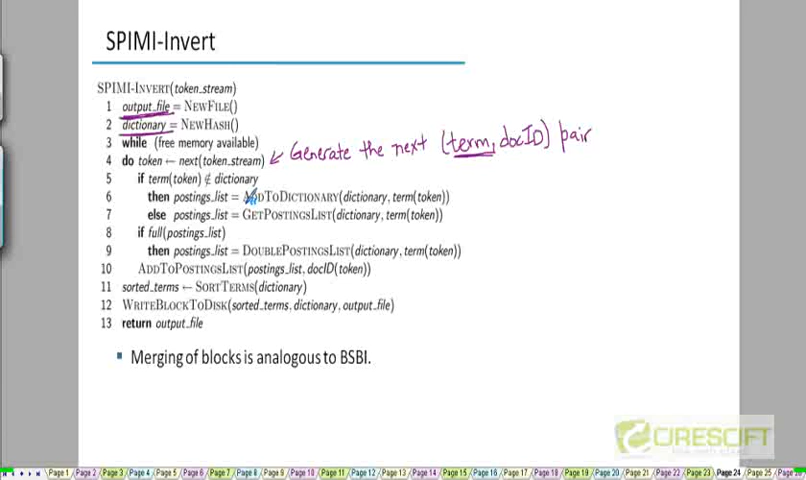 SPIMI-Invert
SPIMI-INVERT(token_stream)
1 output_file = NEWFILE()
2 dictionary = NEWHASH()
3 while (free memory available)
4 do token ← next(token_stream) Generate the next (term, docID) pair
5 if term(token) ∉ dictionary
6 then postings_list = ADDTODICTIONARY(dictionary, term(token))
7 else postings_list = GETPOSTINGSLIST(dictionary, term(token))
8 if full(postings_list)
9 then postings_list = DOUBLEPOSTINGSLIST(dictionary, term(token))
10 ADDTOPOSTINGSLIST(postings_list, docID(token))
11 sorted_terms ← SORTTERMS(dictionary)
12 WRITEBLOCKTODISK(sorted_terms, dictionary, output_file)
13 return output_file
▪ Merging of blocks is analogous to BSBI.
Page 1 Page 2 Page 3 Page 4 Page 5 Page 6 Page 7 Page 8 Page 9 Page 10 Page 11 Page 12 Page 13 Page 14 Page 15 Page 16 Page 17 Page 18 Page 19 Page 20 Page 21 Page 22 Page 23 Page 24 Page 25